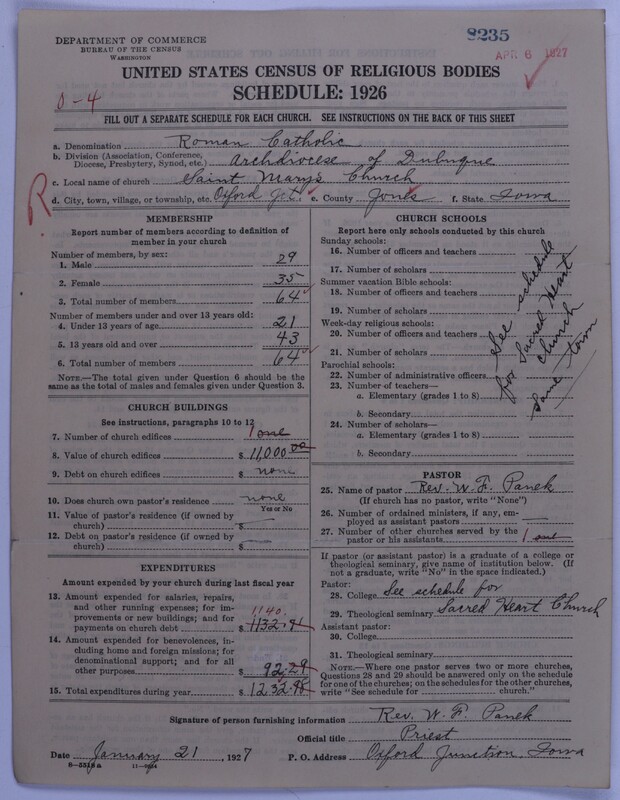 8235
DEPARTMENT OF COMMERCE
BUREAU OF THE CENSUS
WASHINGTON
APR 6 1927
UNITED STATES CENSUS OF RELIGIOUS BODIES
SCHEDULE: 1926
0-4
FILL OUT A SEPARATE SCHEDULE FOR EACH CHURCH. SEE INSTRUCTIONS ON THE BACK OF THIS SHEET
a. Denomination Roman Catholic
b. Division (Association, Conference, Diocese, Presbytery, Synod, etc.) Archdiocese of Dubuque
c. Local name of church Saint Mary's Church
R d. City, town, village, or township, etc. Oxford Jct. e. County Jones f. State Iowa
MEMBERSHIP
Report number of members according to definition of member in your church
Number of members, by sex:
1. Male 29
2. Female 35
3. Total number of members 64
Number of members under and over 13 years old:
4. Under 13 years of age 21
5. 13 years old and over 43
6. Total number of members 64
NOTE.—The total given under Question 6 should be the same as the total of males and females given under Question 3.
CHURCH BUILDINGS
See instructions, paragraphs 10 to 12
7. Number of church edifices 1 one
8. Value of church edifices $ 11,000.00
9. Debt on church edifices $ none
10. Does church own pastor's residence none
Yes or No
11. Value of pastor's residence (if owned by church) $
12. Debt on pastor's residence (if owned by church) $
EXPENDITURES
Amount expended by your church during last fiscal year
13. Amount expended for salaries, repairs, and other running expenses; for improvements or new buildings; and for payments on church debt 1140. $
14. Amount expended for benevolences, including home and foreign missions; for denominational support; and for all other purposes $ 92.29
15. Total expenditures during year $
CHURCH SCHOOLS
Report here only schools conducted by this church
Sunday schools:
16. Number of officers and teachers
17. Number of scholars
Summer vacation Bible schools:
18. Number of officers and teachers
19. Number of scholars
Week-day religious schools:
20. Number of officers and teachers
21. Number of scholars
Parochial schools:
22. Number of administrative officers
23. Number of teachers—
a. Elementary (grades 1 to 8)
b. Secondary
24. Number of scholars—
a. Elementary (grades 1 to 8)
b. Secondary
See schedule
for Sacred Heart
church
same town
PASTOR
25. Name of pastor Rev. W. F. Panek
(If church has no pastor, write "None")
26. Number of ordained ministers, if any, employed as assistant pastors
27. Number of other churches served by the pastor or his assistants 1 one
If pastor (or assistant pastor) is a graduate of a college or theological seminary, give name of institution below. (If not a graduate, write "No" in the space indicated.)
Pastor:
28. College See schedule for
29. Theological seminary Sacred Heart Church
Assistant pastor:
30. College
31. Theological seminary
NOTE.—Where one pastor serves two or more churches, Questions 28 and 29 should be answered only on the schedule for one of the churches; on the schedules for the other churches, write "See schedule for church."
Signature of person furnishing information Rev. W. F. Panek
Official title Priest
Date January 21, 1927 P. O. Address Oxford Junction Iowa